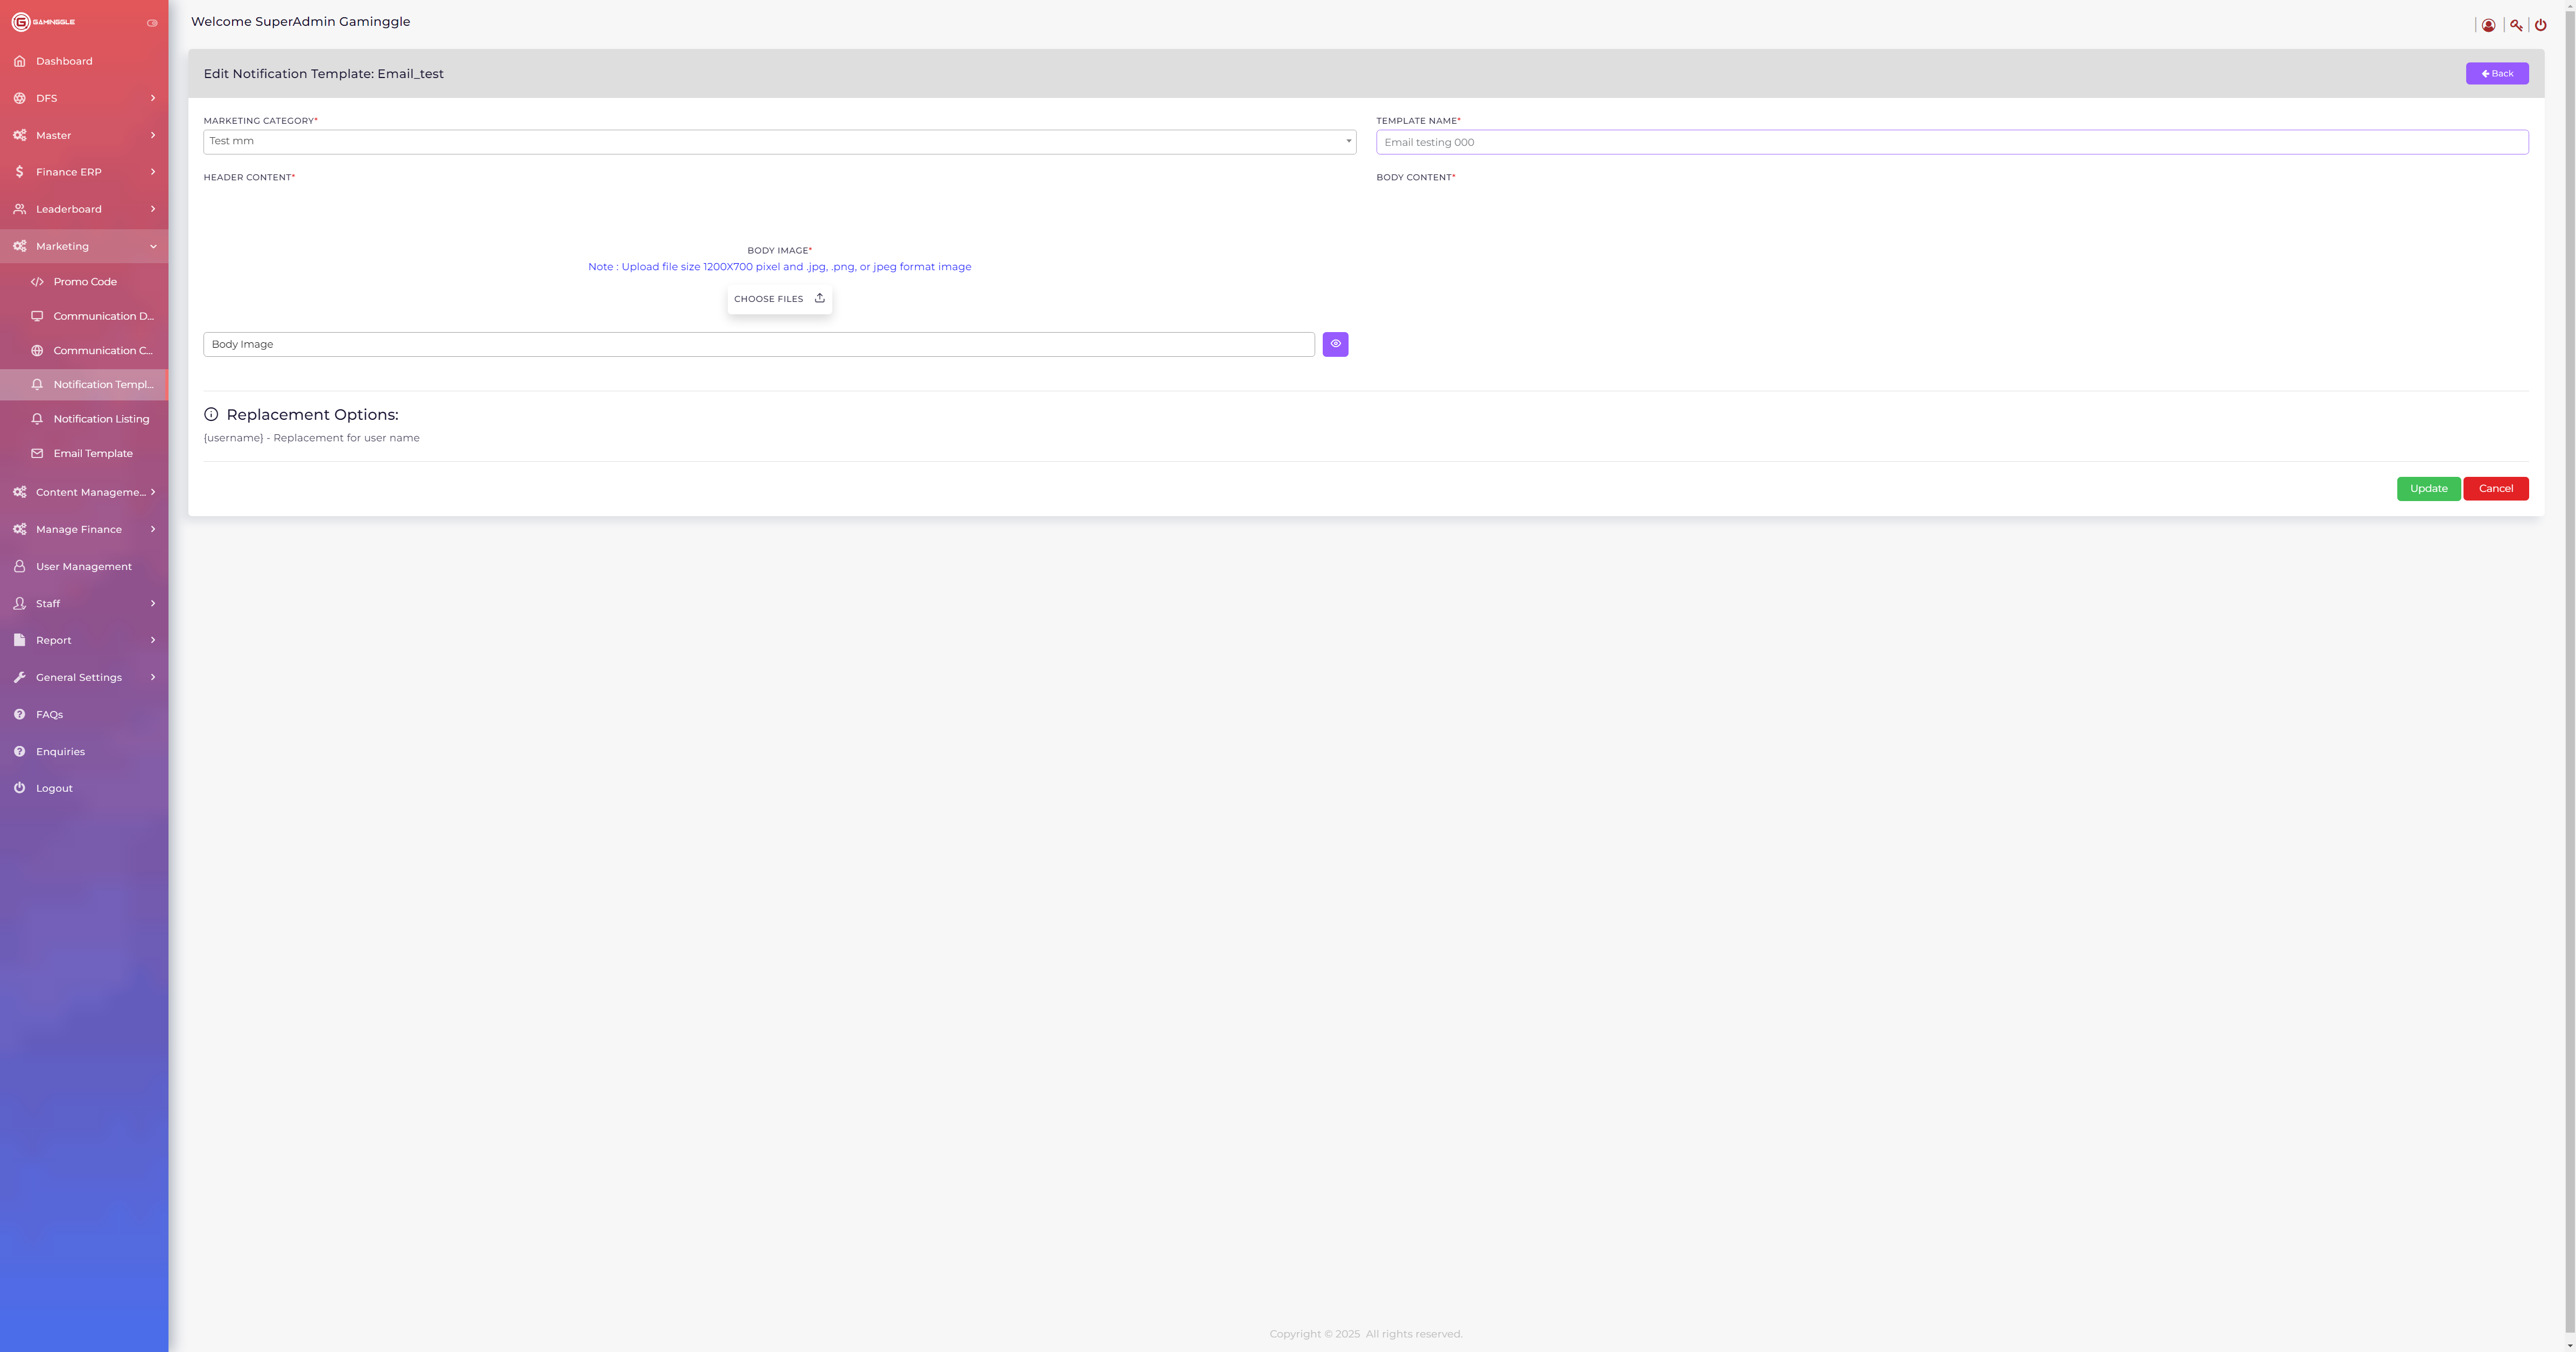 GAMINGGLE
Welcome SuperAdmin Gaminggle
Dashboard
DFS
Master
Finance ERP
Leaderboard
Marketing
Promo Code
Communication D...
Communication C...
Notification Templ...
Notification Listing
Email Template
Content Manageme...
Manage Finance
User Management
Staff
Report
General Settings
FAQs
Enquiries
Logout
Edit Notification Template: Email_test
Back
MARKETING CATEGORY*
Test mm
TEMPLATE NAME*
Email testing 000
HEADER CONTENT*
BODY CONTENT*
BODY IMAGE*
Note : Upload file size 1200X700 pixel and .jpg, .png, or jpeg format image
CHOOSE FILES
Body Image
Replacement Options:
{username} - Replacement for user name
Update
Cancel
Copyright © 2025 All rights reserved.